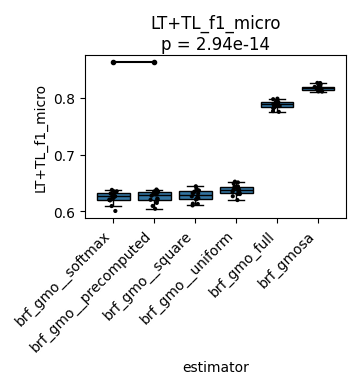 LT+TL_f1_micro
p = 2.94e-14
LT+TL_f1_micro
0.8
0.7
0.6
brf_gmo__softmax
brf_gmo__precomputed
brf_gmo__square
brf_gmo__uniform
brf_gmo_full
brf_gmosa
estimator